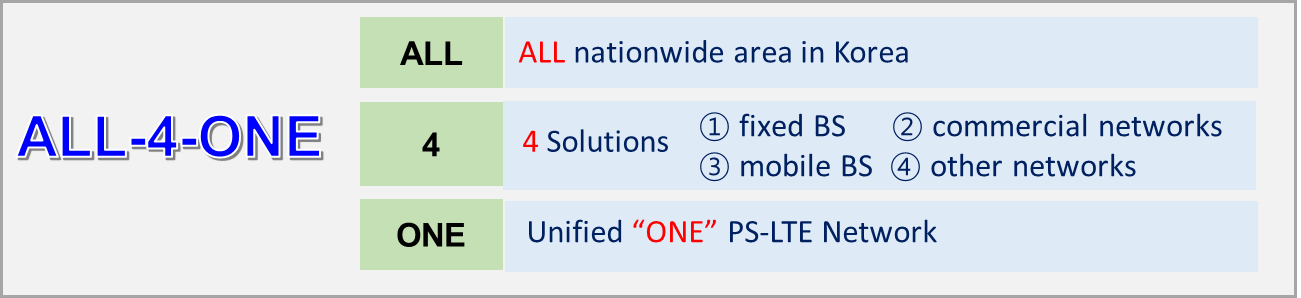 ALL-4-ONE
ALL
ALL nationwide area in Korea
4
4 Solutions
① fixed BS ② commercial networks
③ mobile BS ④ other networks
ONE
Unified “ONE” PS-LTE Network